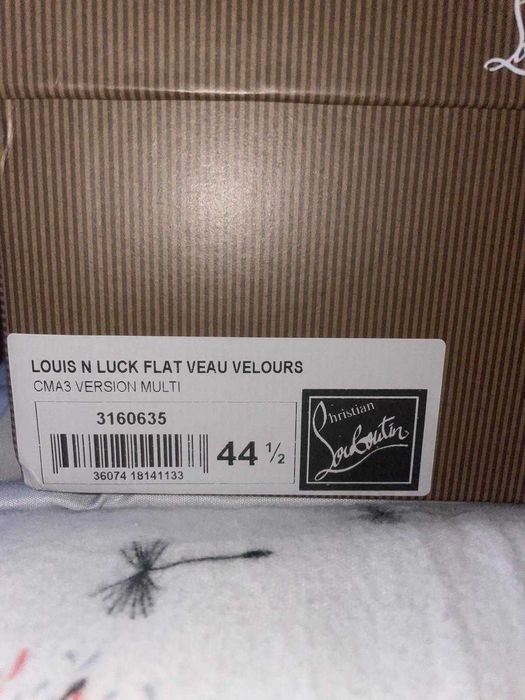 LOUIS N LUCK FLAT VEAU VELOURS
CMA3 VERSION MULTI
3160635
36074 18141133
44 ½
Christian
Louboutin